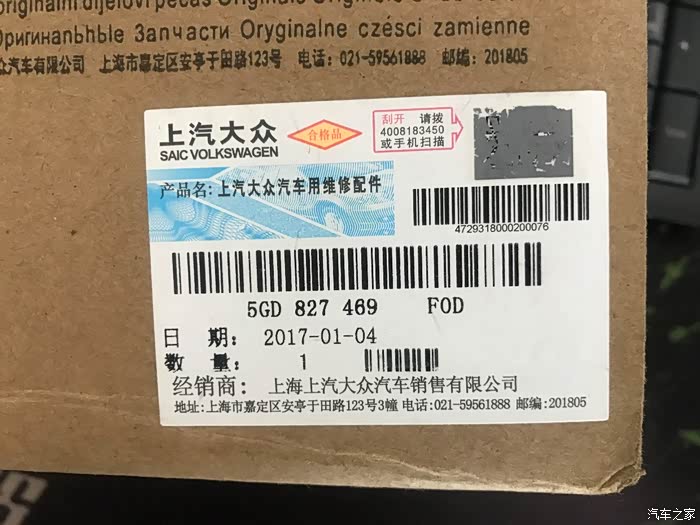 originalni dijelovi peças Originais
Оригинальные Запчасти Oryginalne części zamienne
众汽车有限公司 上海市嘉定区安亭于田路123号 电话: 021-59561888 邮编: 201805
上汽大众
SAIC VOLKSWAGEN
合格品
刮开 请拨
4008183450
或手机扫描
产品名: 上汽大众汽车用维修配件
4729318000200076
5GD 827 469 FOD
日 期: 2017-01-04
数 量: 1
经销商: 上海上汽大众汽车销售有限公司
地址:上海市嘉定区安亭于田路123号3幢 电话:021-59561888 邮编:201805
汽车之家